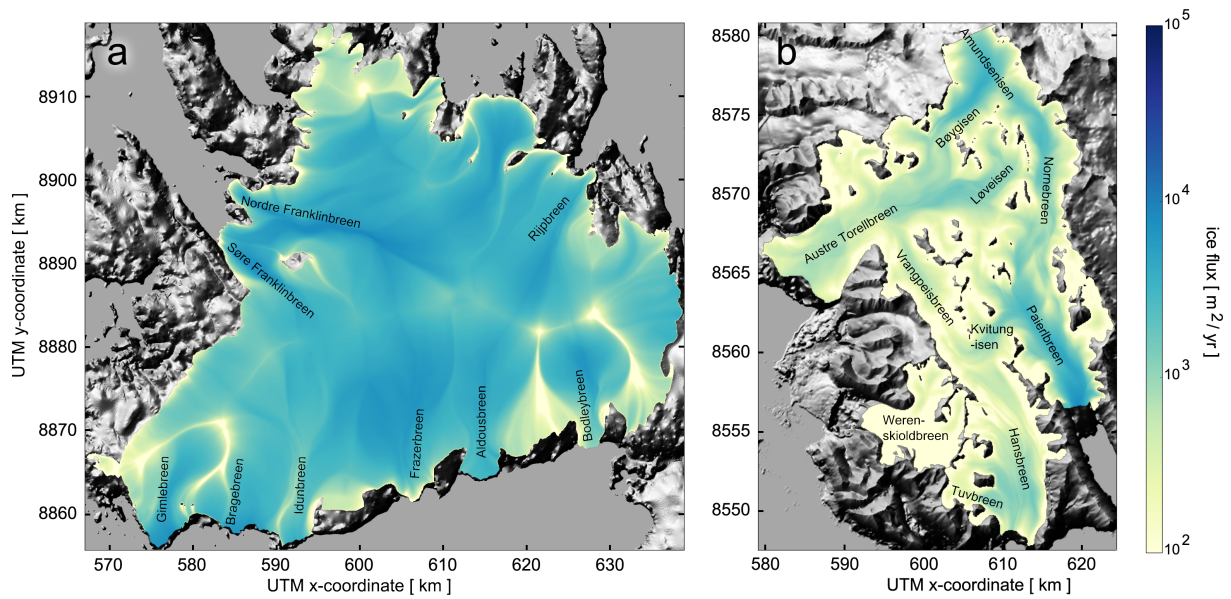 a
8910
8900
8890
8880
8870
8860
UTM y-coordinate [ km ]
570
580
590
600
610
620
630
UTM x-coordinate [ km ]
Nordre Franklinbreen
Søre Franklinbreen
Rijpbreen
Gimlebreen
Bragebreen
Idunbreen
Frazerbreen
Aldousbreen
Bodleybreen
b
8580
8575
8570
8565
8560
8555
8550
580
590
600
610
620
UTM x-coordinate [ km ]
Amundsenisen
Bøygisen
Løveisen
Nornebreen
Austre Torellbreen
Vrangpeisbreen
Kvitung
-isen
Paierlbreen
Weren-
skioldbreen
Hansbreen
Tuvbreen
10^5
10^4
10^3
10^2
ice flux [ m^2 / yr ]